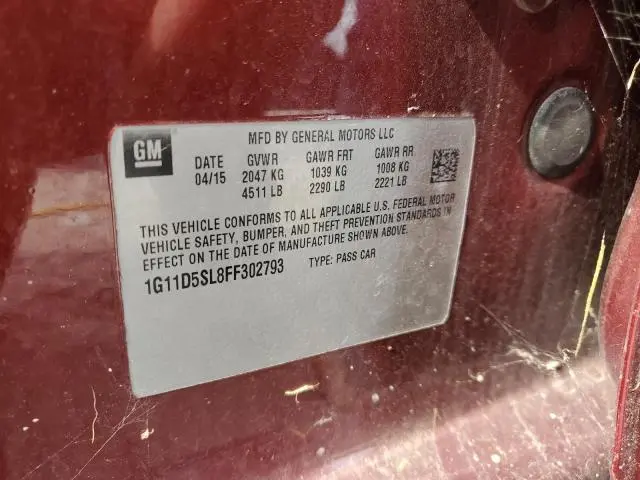 GM
MFD BY GENERAL MOTORS LLC
DATE GVWR GAWR FRT GAWR RR
04/15 2047 KG 1039 KG 1008 KG
4511 LB 2290 LB 2221 LB
THIS VEHICLE CONFORMS TO ALL APPLICABLE U.S. FEDERAL MOTOR
VEHICLE SAFETY, BUMPER, AND THEFT PREVENTION STANDARDS IN
EFFECT ON THE DATE OF MANUFACTURE SHOWN ABOVE.
1G11D5SL8FF302793 TYPE: PASS CAR